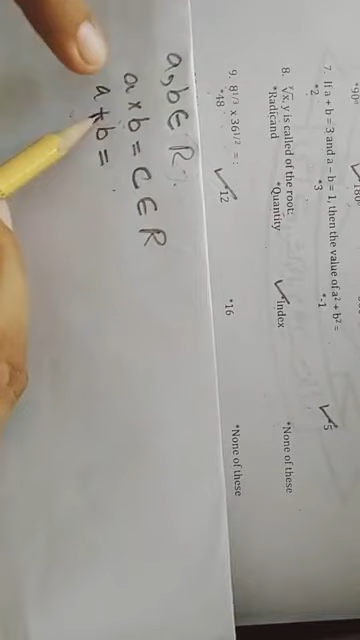 *90°
180°
7. If a + b = 3 and a − b = 1, then the value of a² + b² =
*2 *3 *-1 5
8. ∜x, y is called of the root:
*Radicand *Quantity Index *None of these
9. 8^1/3 x 36^1/2 = :
*48 12 *16 *None of these
a, b ∈ R
a × b = C ∈ R
a + b =